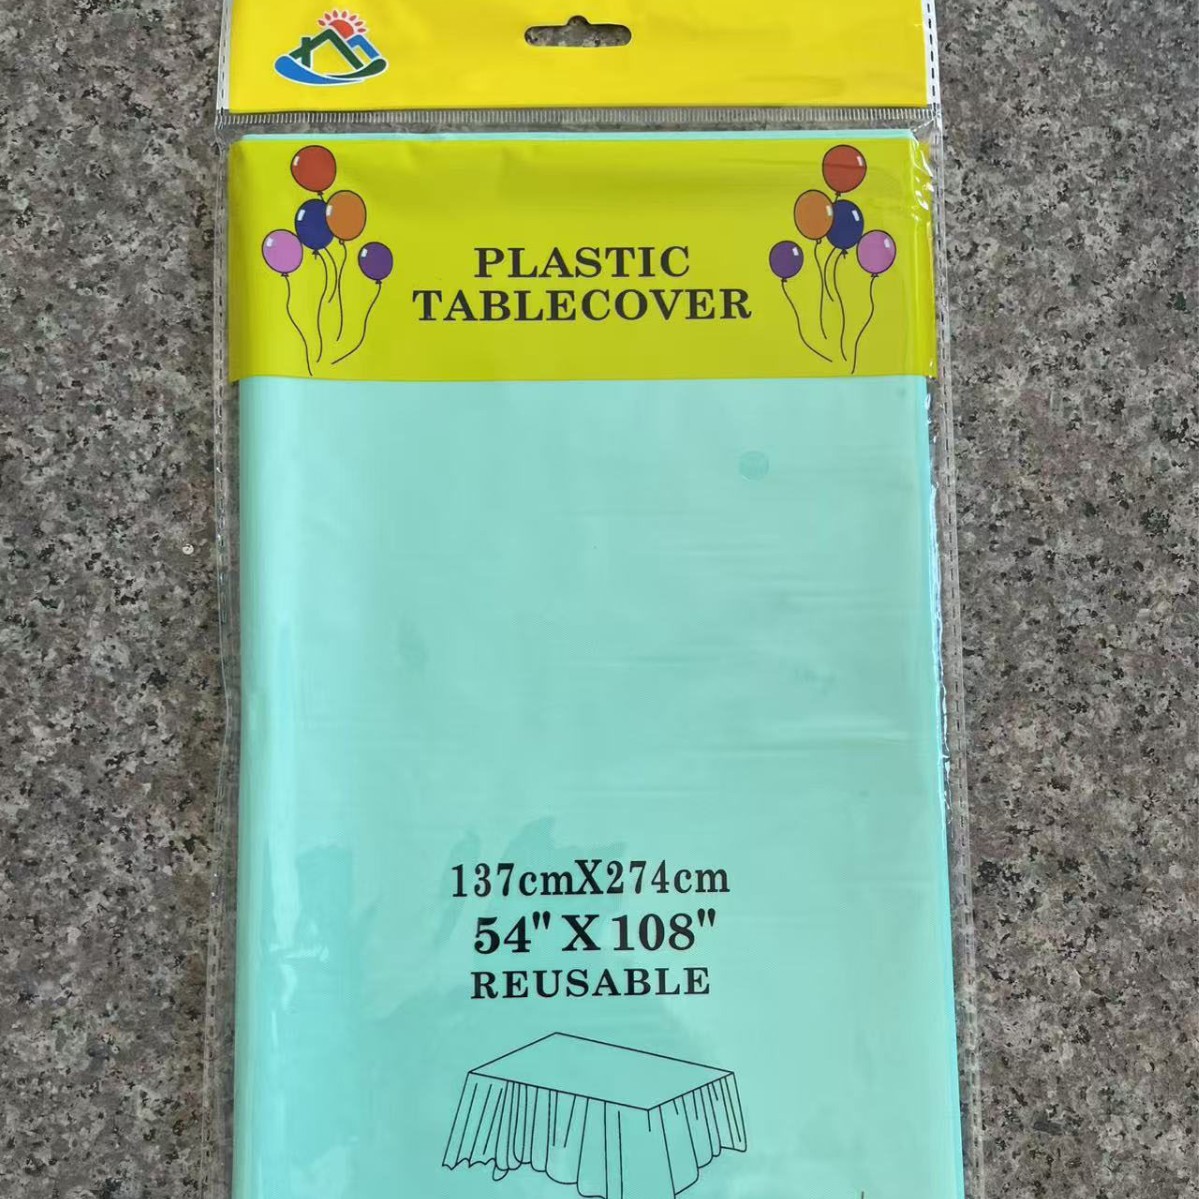 PLASTIC
TABLECOVER
137cmX274cm
54" X 108"
REUSABLE